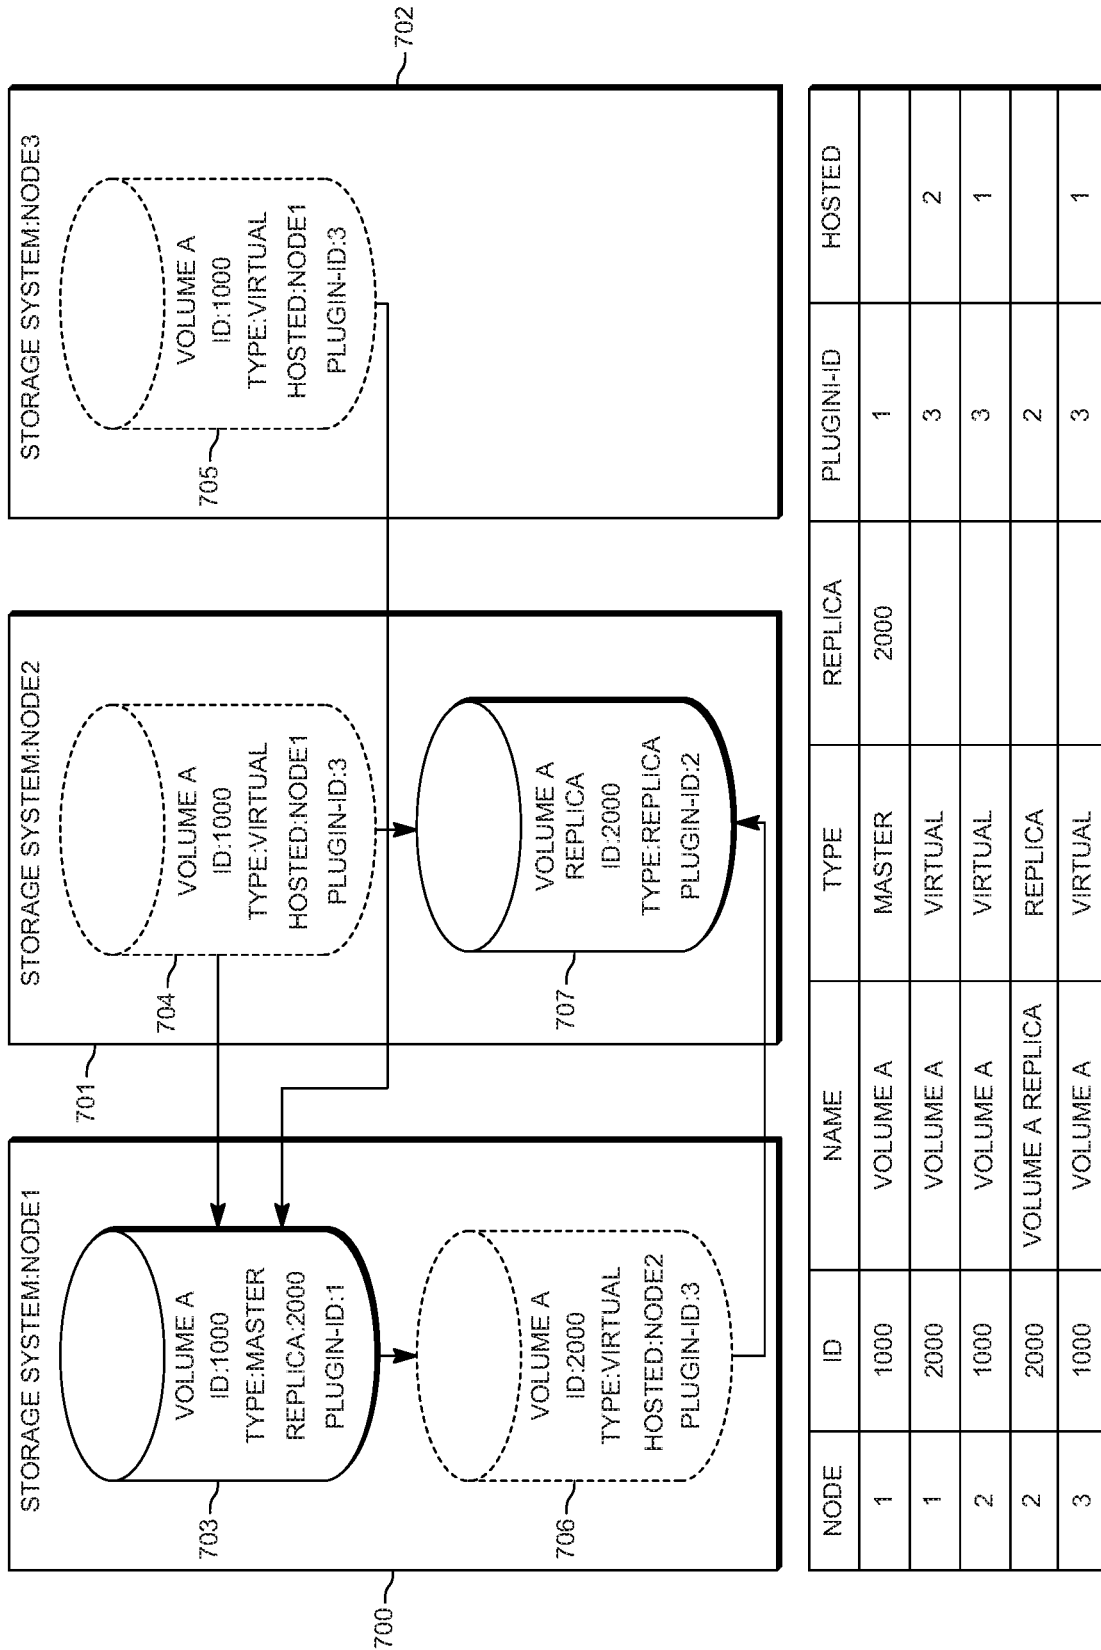 STORAGE SYSTEM:NODE1
VOLUME A
ID:1000
TYPE:MASTER
REPLICA:2000
PLUGIN-ID:1
703
VOLUME A
ID:2000
TYPE:VIRTUAL
HOSTED:NODE2
PLUGIN-ID:3
706
700
STORAGE SYSTEM:NODE2
VOLUME A
ID:1000
TYPE:VIRTUAL
HOSTED:NODE1
PLUGIN-ID:3
704
VOLUME A
REPLICA
ID:2000
TYPE:REPLICA
PLUGIN-ID:2
707
701
STORAGE SYSTEM:NODE3
VOLUME A
ID:1000
TYPE:VIRTUAL
HOSTED:NODE1
PLUGIN-ID:3
705
702
NODE ID NAME TYPE REPLICA PLUGINI-ID HOSTED
1 1000 VOLUME A MASTER 2000 1
1 2000 VOLUME A VIRTUAL 3 2
2 1000 VOLUME A VIRTUAL 3 1
2 2000 VOLUME A REPLICA REPLICA 2
3 1000 VOLUME A VIRTUAL 3 1